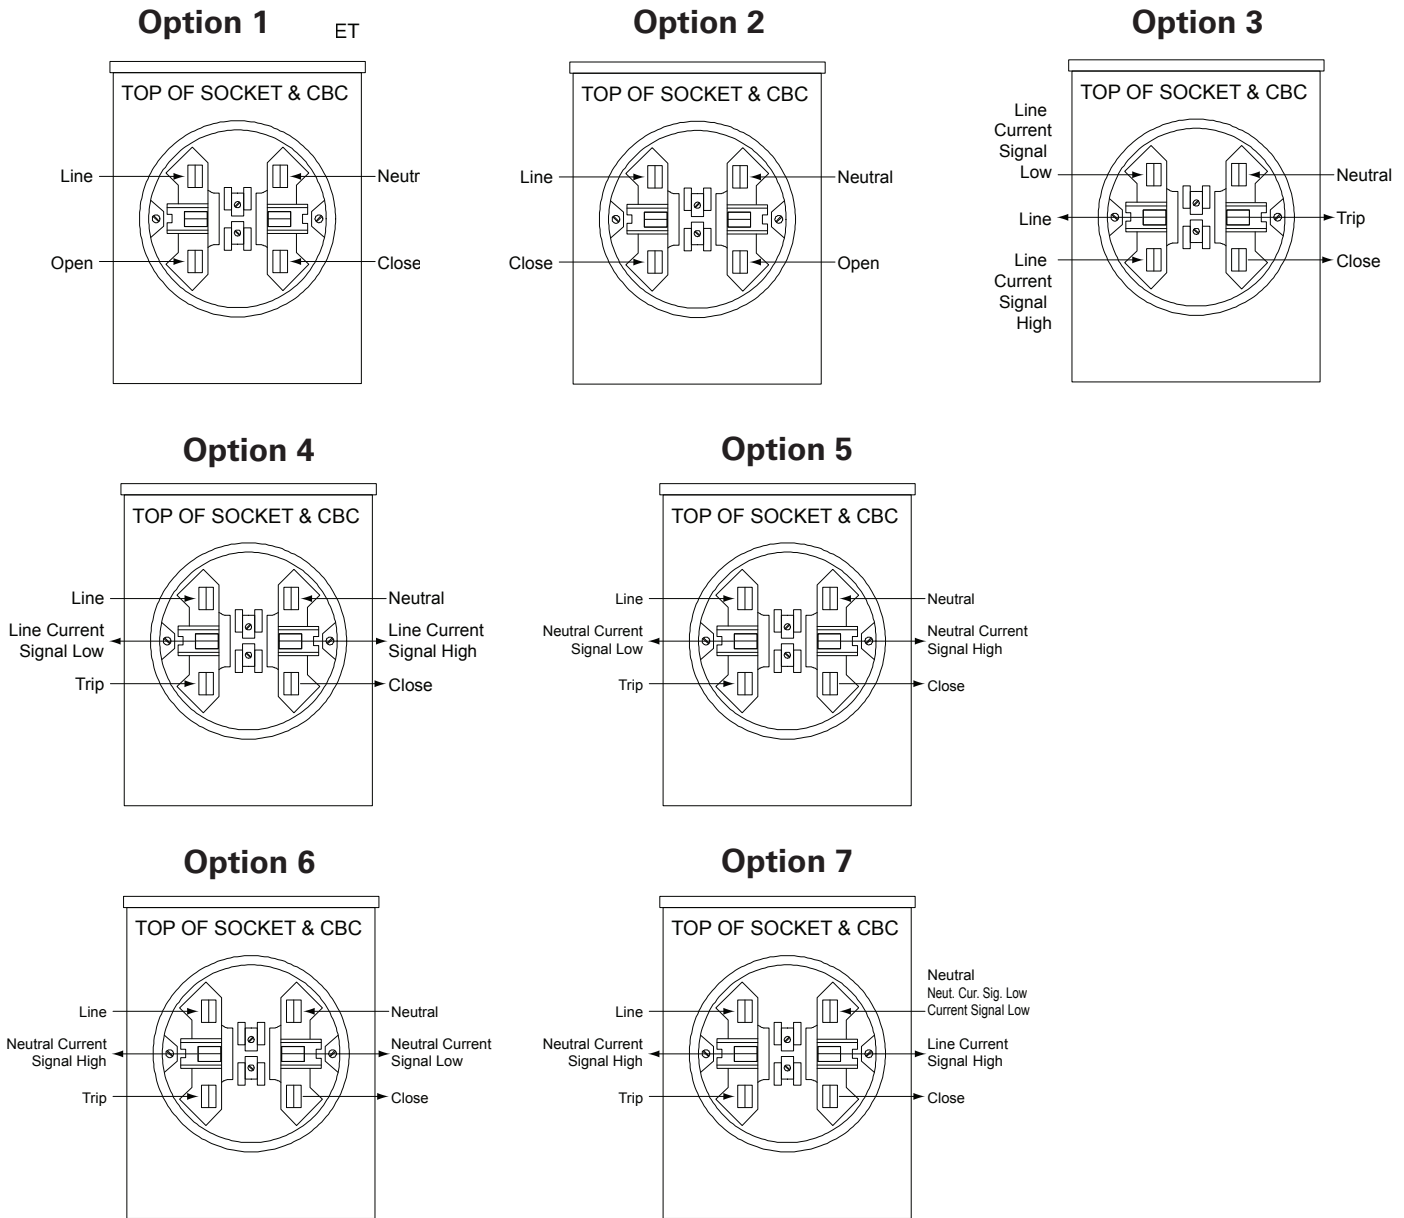 Option 1
ET
TOP OF SOCKET & CBC
Line
Neutr
Open
Close
Option 2
TOP OF SOCKET & CBC
Line
Neutral
Close
Open
Option 3
TOP OF SOCKET & CBC
Line
Current
Signal
Low
Neutral
Line
Trip
Line
Current
Signal
High
Close
Option 4
TOP OF SOCKET & CBC
Line
Neutral
Line Current
Signal Low
Line Current
Signal High
Trip
Close
Option 5
TOP OF SOCKET & CBC
Line
Neutral
Neutral Current
Signal Low
Neutral Current
Signal High
Trip
Close
Option 6
TOP OF SOCKET & CBC
Line
Neutral
Neutral Current
Signal High
Neutral Current
Signal Low
Trip
Close
Option 7
TOP OF SOCKET & CBC
Line
Neutral
Neut. Cur. Sig. Low
Current Signal Low
Neutral Current
Signal High
Line Current
Signal High
Trip
Close